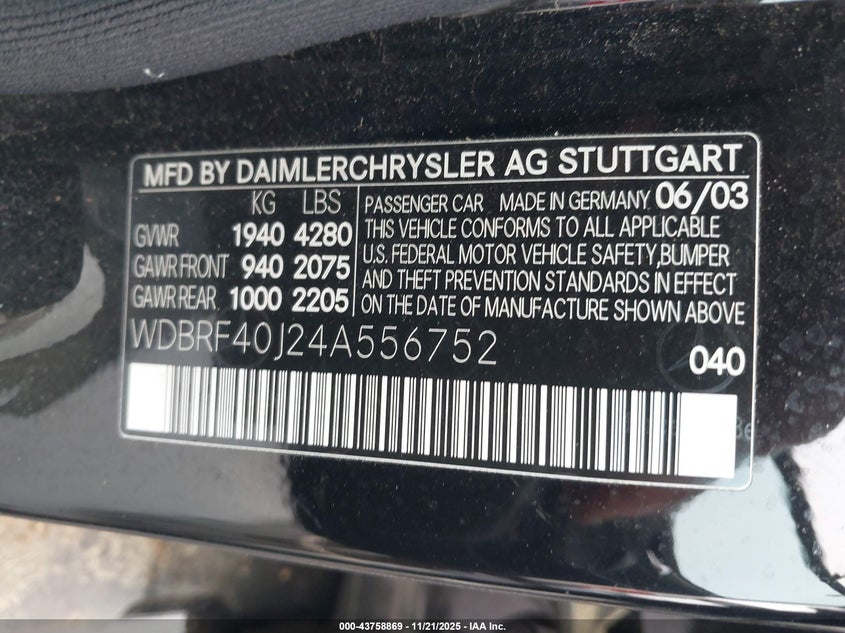 MFD BY DAIMLERCHRYSLER AG STUTTGART
KG LBS
GVWR 1940 4280
GAWR FRONT 940 2075
GAWR REAR 1000 2205
PASSENGER CAR MADE IN GERMANY 06/03
THIS VEHICLE CONFORMS TO ALL APPLICABLE
U.S. FEDERAL MOTOR VEHICLE SAFETY,BUMPER
AND THEFT PREVENTION STANDARDS IN EFFECT
ON THE DATE OF MANUFACTURE SHOWN ABOVE.
WDBRF40J24A556752
040
000-43758869 - 11/21/2025 - IAA Inc.